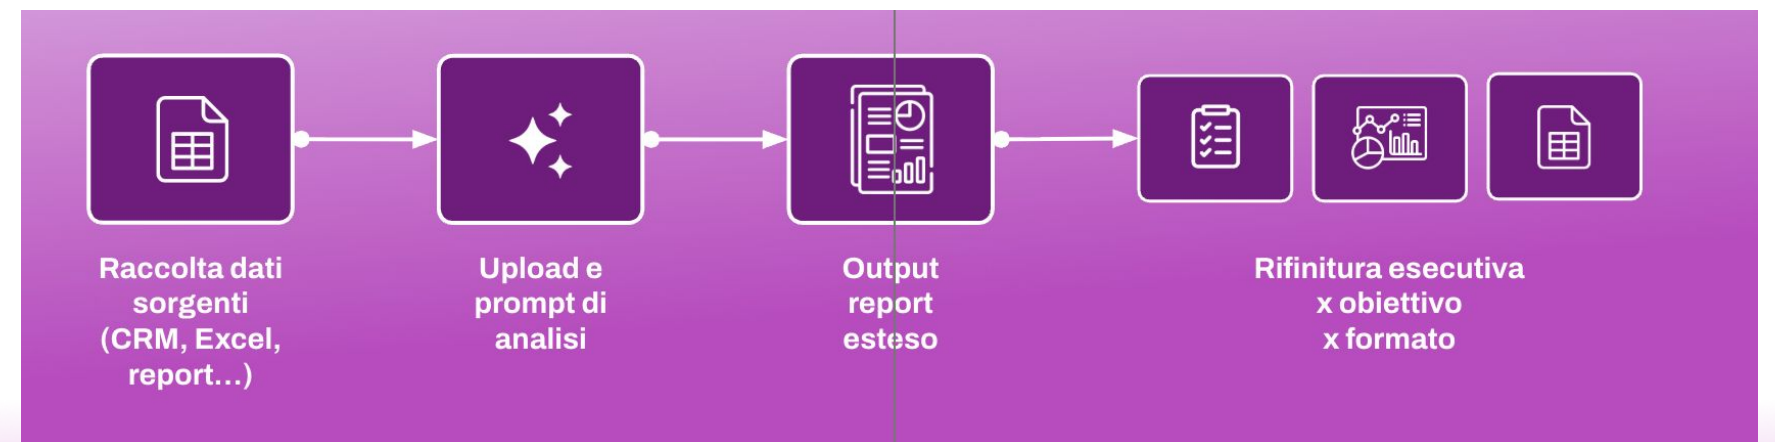 Raccolta dati
sorgenti
(CRM, Excel,
report...)
Upload e
prompt di
analisi
Output
report
esteso
Rifinitura esecutiva
x obiettivo
x formato